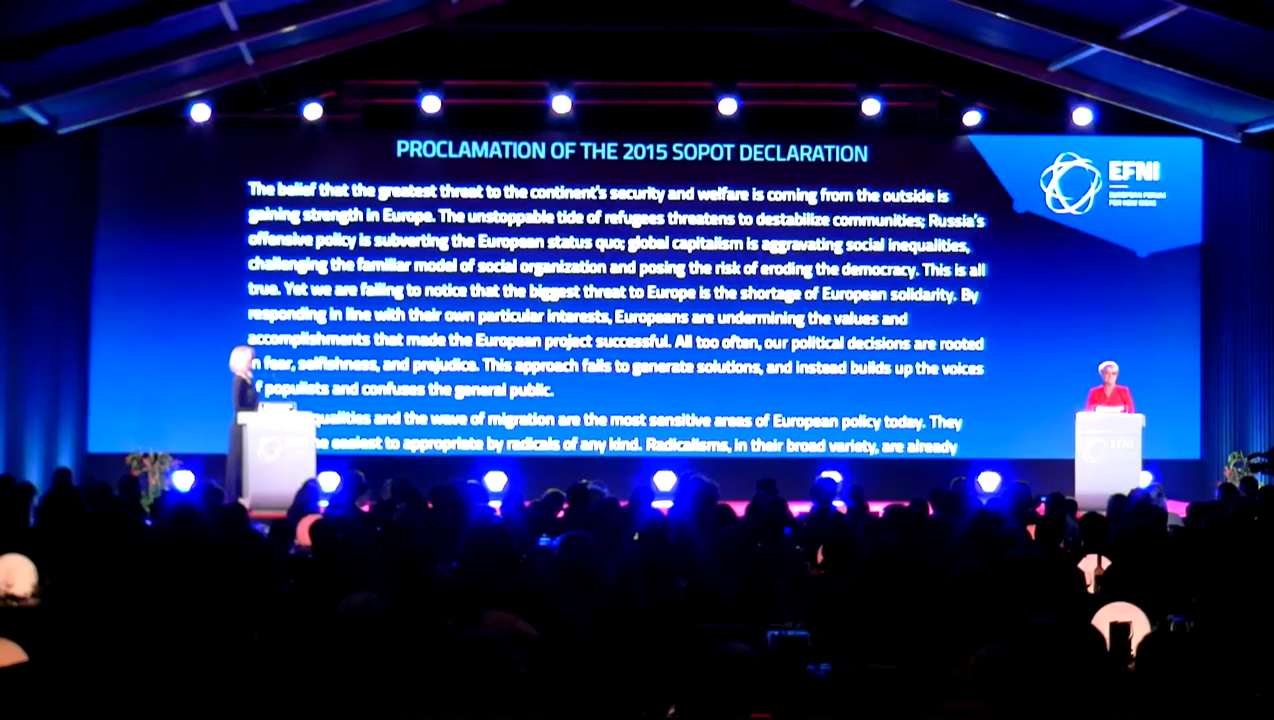 PROCLAMATION OF THE 2015 SOPOT DECLARATION
EFNI
EUROPEAN FORUM
FOR NEW IDEAS
The belief that the greatest threat to the continent's security and welfare is coming from the outside is
gaining strength in Europe. The unstoppable tide of refugees threatens to destabilize communities; Russia's
offensive policy is subverting the European status quo; global capitalism is aggravating social inequalities,
challenging the familiar model of social organization and posing the risk of eroding the democracy. This is all
true. Yet we are failing to notice that the biggest threat to Europe is the shortage of European solidarity. By
responding in line with their own particular interests, Europeans are undermining the values and
accomplishments that made the European project successful. All too often, our political decisions are rooted
in fear, selfishness, and prejudice. This approach fails to generate solutions, and instead builds up the voices
f populists and confuses the general public.
qualities and the wave of migration are the most sensitive areas of European policy today. They
e easiest to appropriate by radicals of any kind. Radicalisms, in their broad variety, are already
EFNI